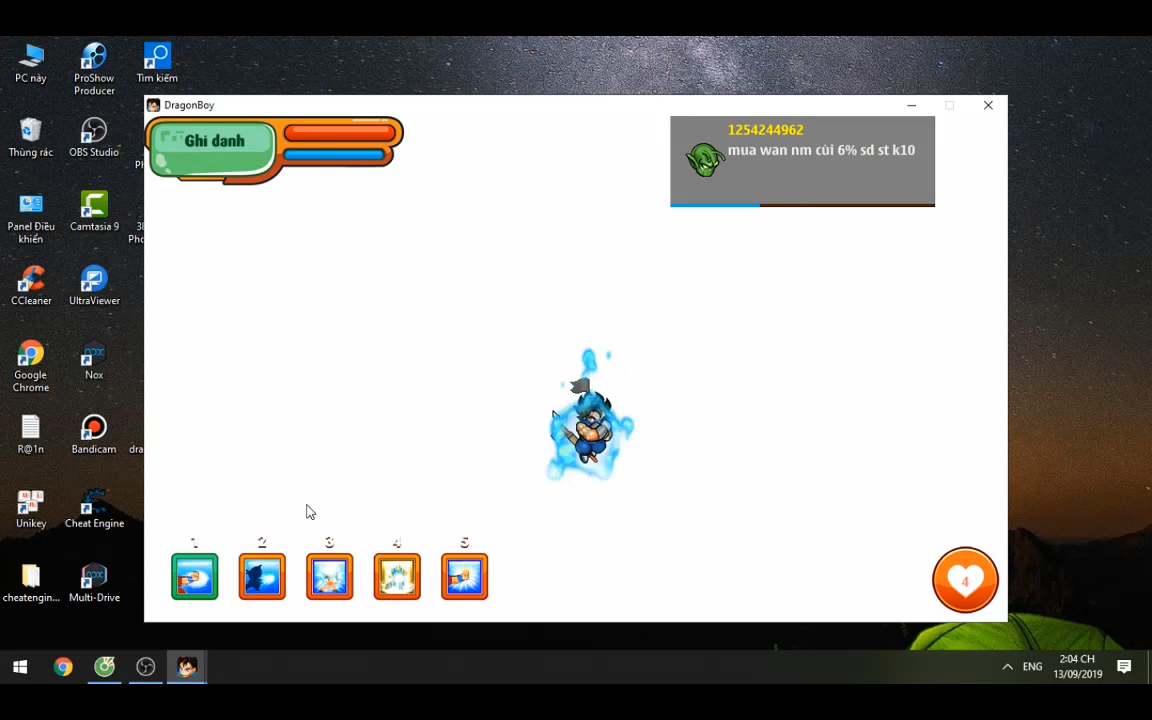 PC này
ProShow
Producer
Tìm kiếm
Thùng rác
OBS Studio
Panel Điều
khiển
Camtasia 9
CCleaner
UltraViewer
Google
Chrome
Nox
R@1n
Bandicam
Unikey
Cheat Engine
cheatengin...
Multi-Drive
DragonBoy
Ghi danh
1254244962
mua wan nm cùi 6% sd st k10
1
2
3
4
5
4
ENG
2:04 CH
13/09/2019